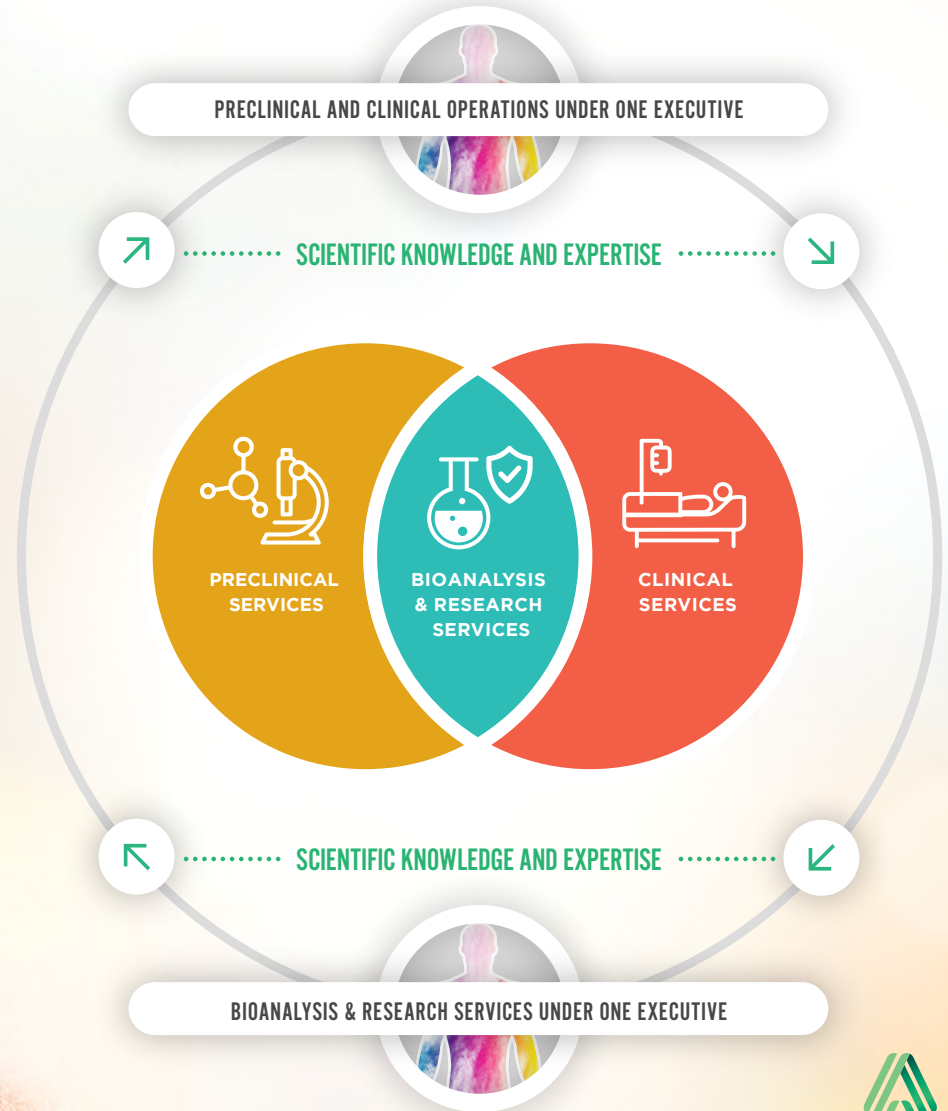 PRECLINICAL AND CLINICAL OPERATIONS UNDER ONE EXECUTIVE
SCIENTIFIC KNOWLEDGE AND EXPERTISE
PRECLINICAL
SERVICES
BIOANALYSIS
& RESEARCH
SERVICES
CLINICAL
SERVICES
SCIENTIFIC KNOWLEDGE AND EXPERTISE
BIOANALYSIS & RESEARCH SERVICES UNDER ONE EXECUTIVE